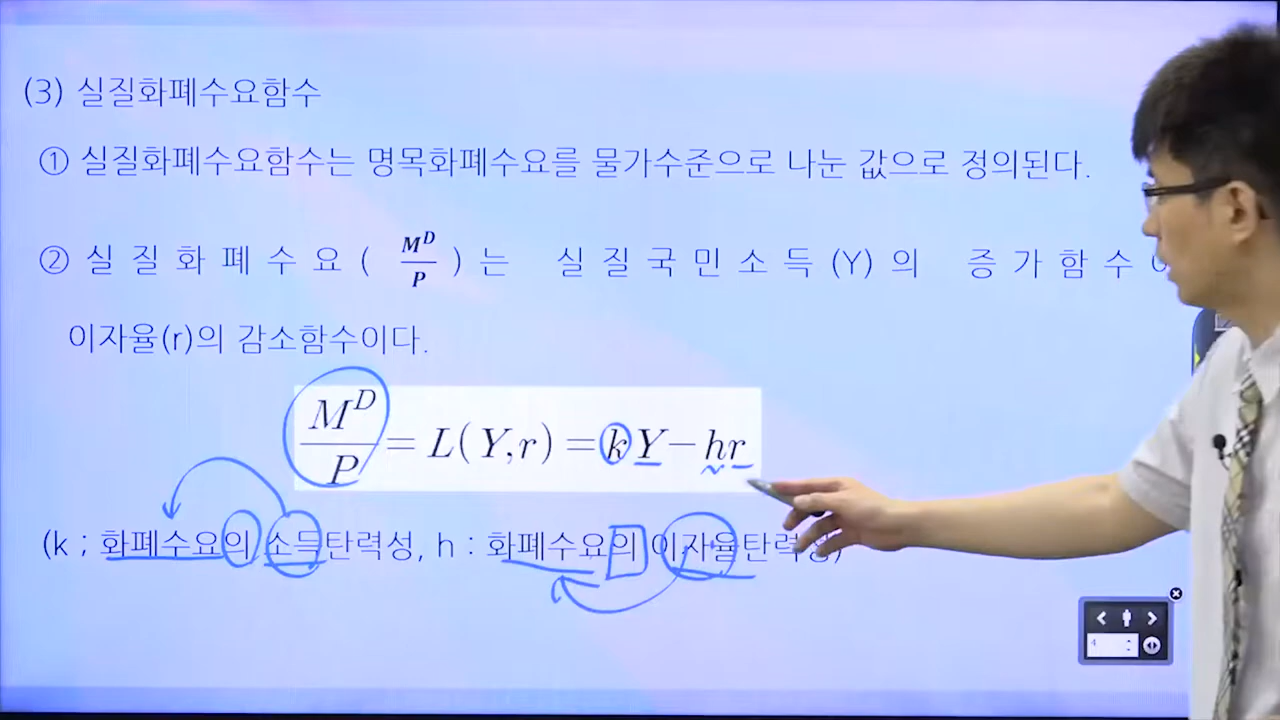 (3) 실질화폐수요함수
① 실질화폐수요함수는 명목화폐수요를 물가수준으로 나눈 값으로 정의된다.
② 실질화폐수요( M^D/P )는 실질국민소득(Y)의 증가함수
이자율(r)의 감소함수이다.
M^D/P = L(Y,r) = kY-hr
(k ; 화폐수요의 소득탄력성, h : 화폐수요의 이자율탄력성)
4